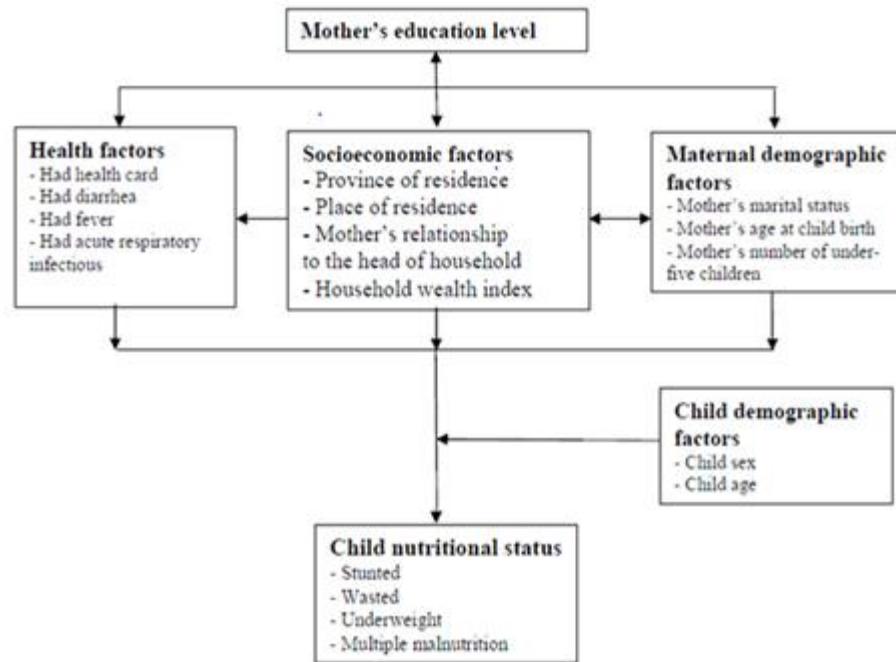 Mother's education level
Health factors
- Had health card
- Had diarrhea
- Had fever
- Had acute respiratory
infectious
Socioeconomic factors
- Province of residence
- Place of residence
- Mother's relationship
to the head of household
- Household wealth index
Maternal demographic
factors
- Mother's marital status
- Mother's age at child birth
- Mother's number of under-
five children
Child demographic
factors
- Child sex
- Child age
Child nutritional status
- Stunted
- Wasted
- Underweight
- Multiple malnutrition